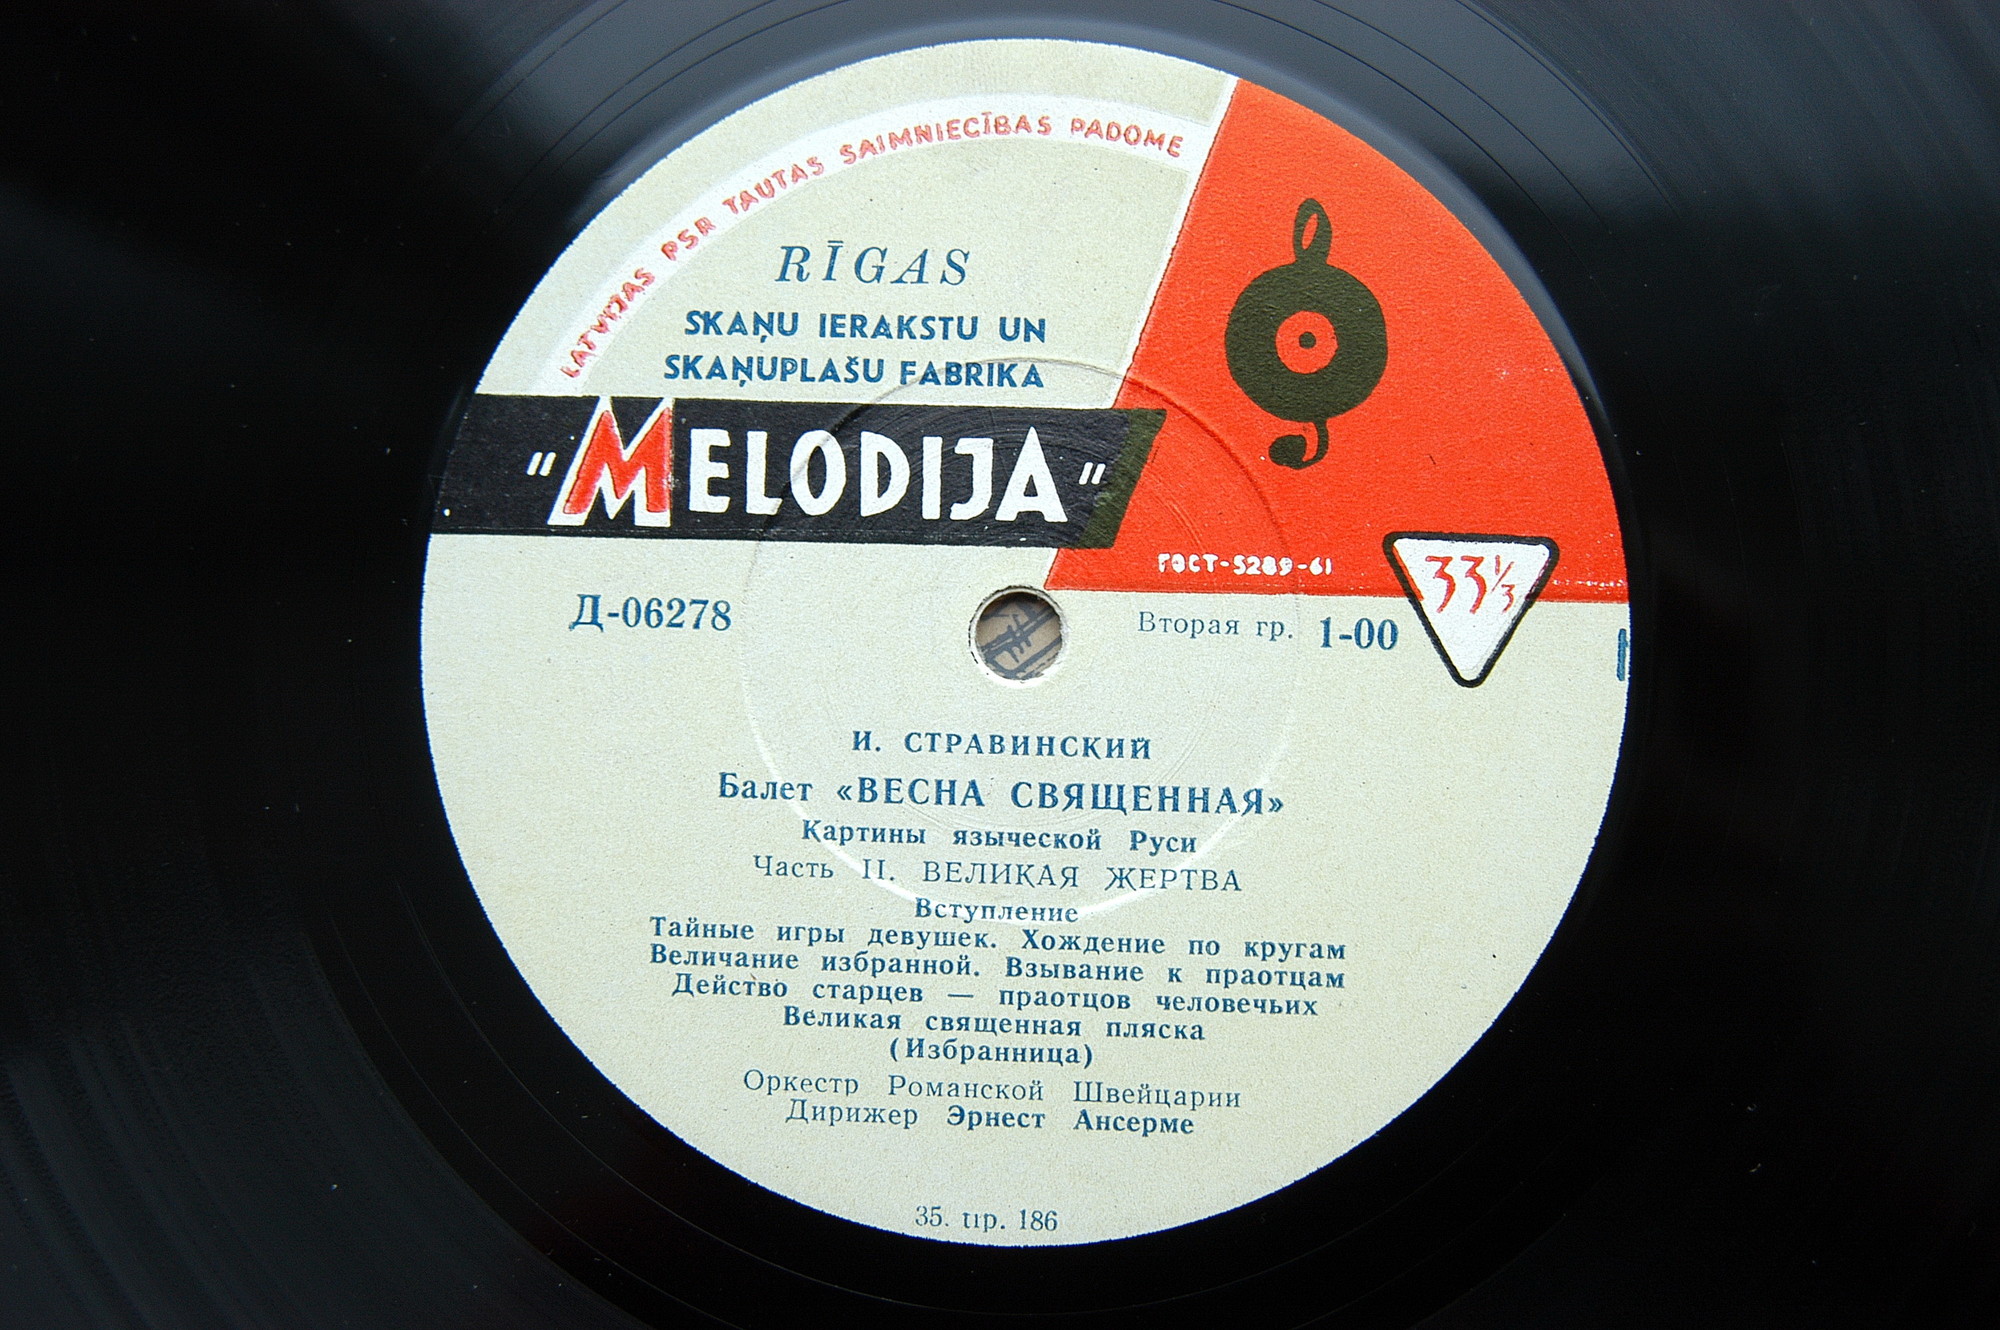 LATVIJAS PSR TAUTAS SAIMNIECĪBAS PADOME
RĪGAS
SKAŅU IERAKSTU UN
SKAŅUPLAŠU FABRIKA
"MELODIJA"
ГОСТ-5289-61
33⅓
Д-06278
Вторая гр. 1-00
И. СТРАВИНСКИЙ
Балет «ВЕСНА СВЯЩЕННАЯ»
Картины языческой Руси
Часть II. ВЕЛИКАЯ ЖЕРТВА
Вступление
Тайные игры девушек. Хождение по кругам
Величание избранной. Взывание к праотцам
Действо старцев — праотцов человечьих
Великая священная пляска
(Избранница)
Оркестр Романской Швейцарии
Дирижер Эрнест Ансерме
35. tip. 186